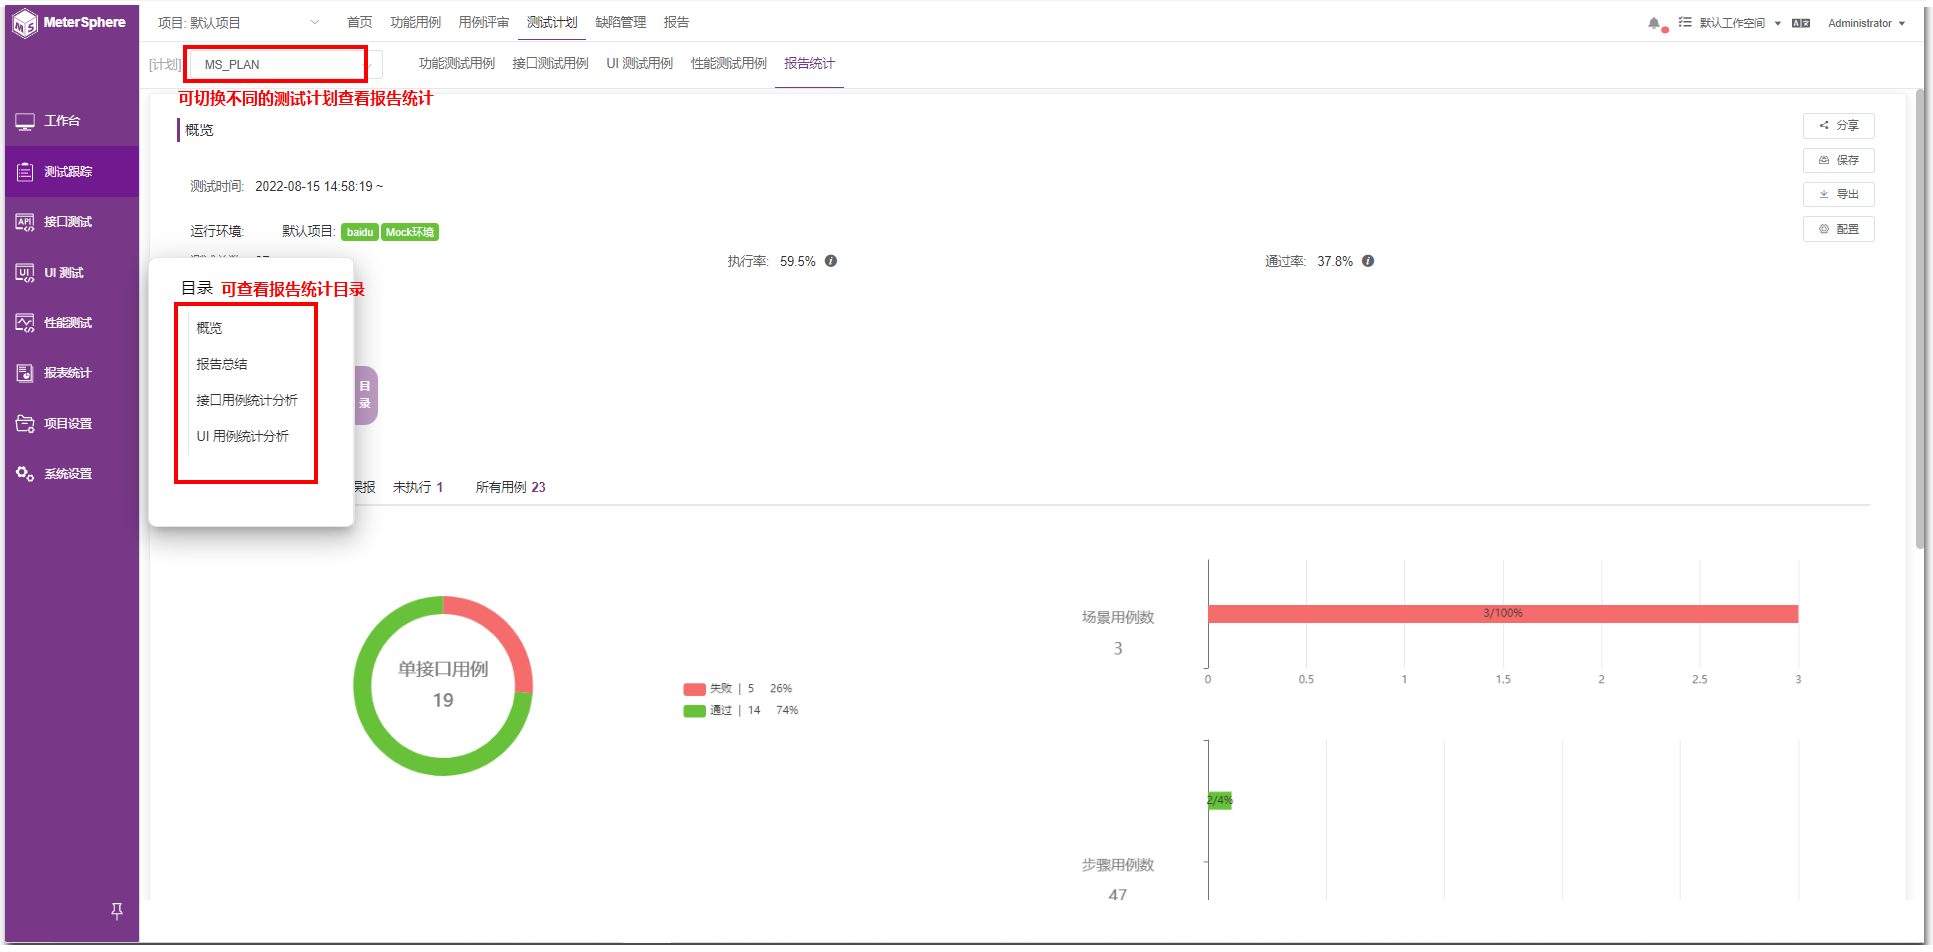 MeterSphere
项目: 默认项目
首页 功能用例 用例评审 测试计划 缺陷管理 报告
默认工作空间
Administrator
[计划] MS_PLAN
功能测试用例 接口测试用例 UI 测试用例 性能测试用例 报告统计
可切换不同的测试计划查看报告统计
工作台
测试跟踪
接口测试
UI 测试
性能测试
报表统计
项目设置
系统设置
概览
分享
保存
导出
配置
测试时间: 2022-08-15 14:58:19 ~
运行环境: 默认项目: baidu Mock环境
执行率: 59.5%
通过率: 37.8%
目录 可查看报告统计目录
概览
报告总结
接口用例统计分析
UI 用例统计分析
目录
误报 未执行 1 所有用例 23
单接口用例
19
失败 | 5 26%
通过 | 14 74%
场景用例数
3
3/100%
0 0.5 1 1.5 2 2.5 3
2/4%
步骤用例数
47